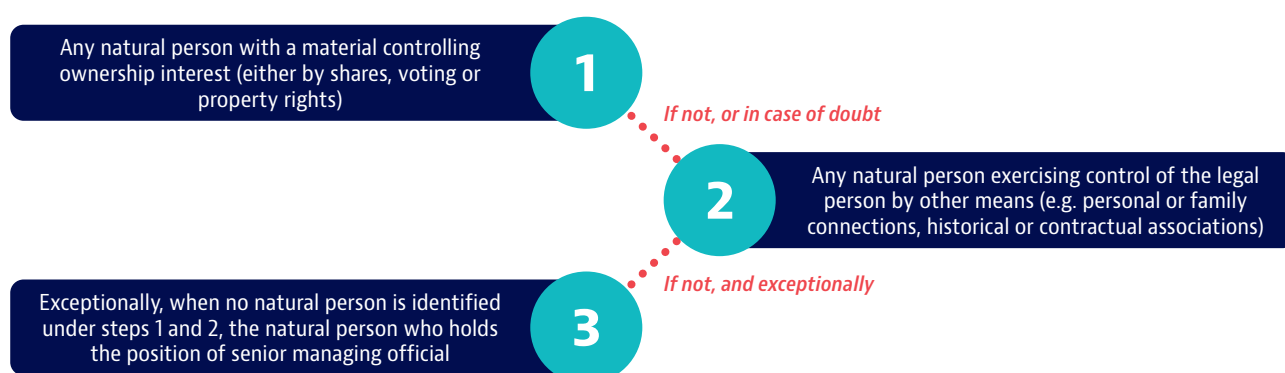 Any natural person with a material controlling
ownership interest (either by shares, voting or
property rights)
1
If not, or in case of doubt
2
Any natural person exercising control of the legal
person by other means (e.g. personal or family
connections, historical or contractual associations)
If not, and exceptionally
Exceptionally, when no natural person is identified
under steps 1 and 2, the natural person who holds
the position of senior managing official
3